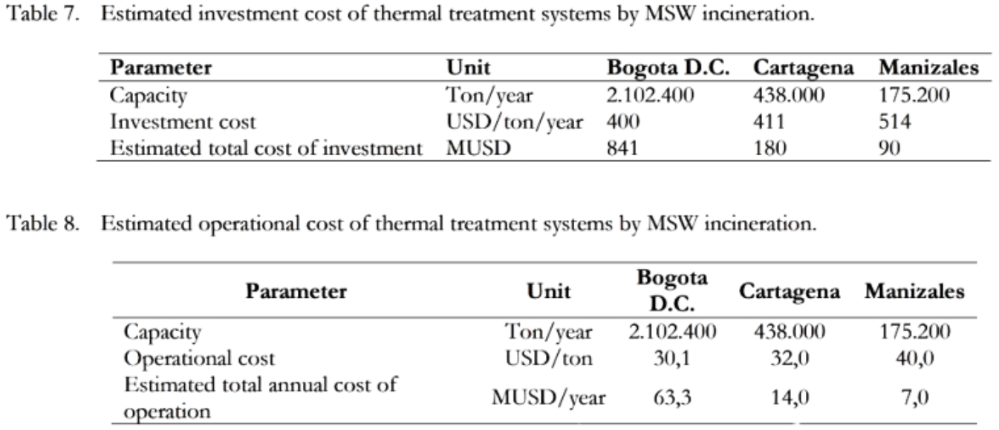 Table 7. Estimated investment cost of thermal treatment systems by MSW incineration.
Parameter Unit Bogota D.C. Cartagena Manizales
Capacity Ton/year 2.102.400 438.000 175.200
Investment cost USD/ton/year 400 411 514
Estimated total cost of investment MUSD 841 180 90
Table 8. Estimated operational cost of thermal treatment systems by MSW incineration.
Parameter Unit Bogota D.C. Cartagena Manizales
Capacity Ton/year 2.102.400 438.000 175.200
Operational cost USD/ton 30,1 32,0 40,0
Estimated total annual cost of
operation MUSD/year 63,3 14,0 7,0